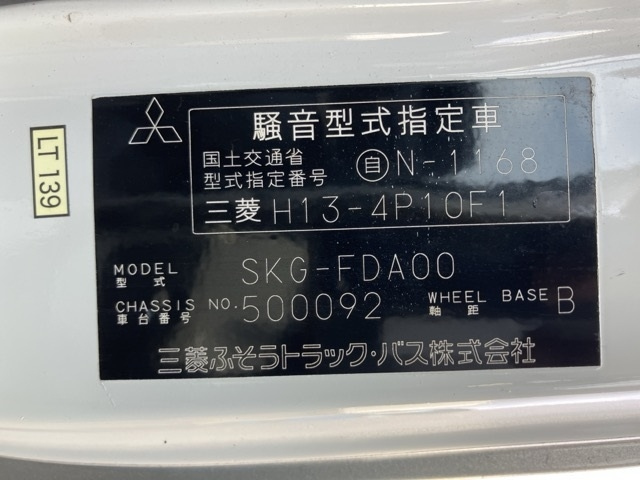 LT 139
騒音型式指定車
国土交通省
型式指定番号
自 N-1168
三菱 H13-4P10F1
MODEL SKG-FDA00
型式
CHASSIS NO. 500092 WHEEL BASE B
車台番号 軸距
三菱ふそうトラック・バス株式会社